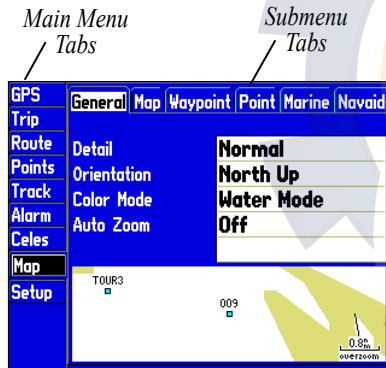 Main Menu
Tabs
Submenu
Tabs
GPS
Trip
Route
Points
Track
Alarm
Celes
Map
Setup
General Map Waypoint Point Marine Navaid
Detail Normal
Orientation North Up
Color Mode Water Mode
Auto Zoom Off
TOUR3
009
0.8
overzoom